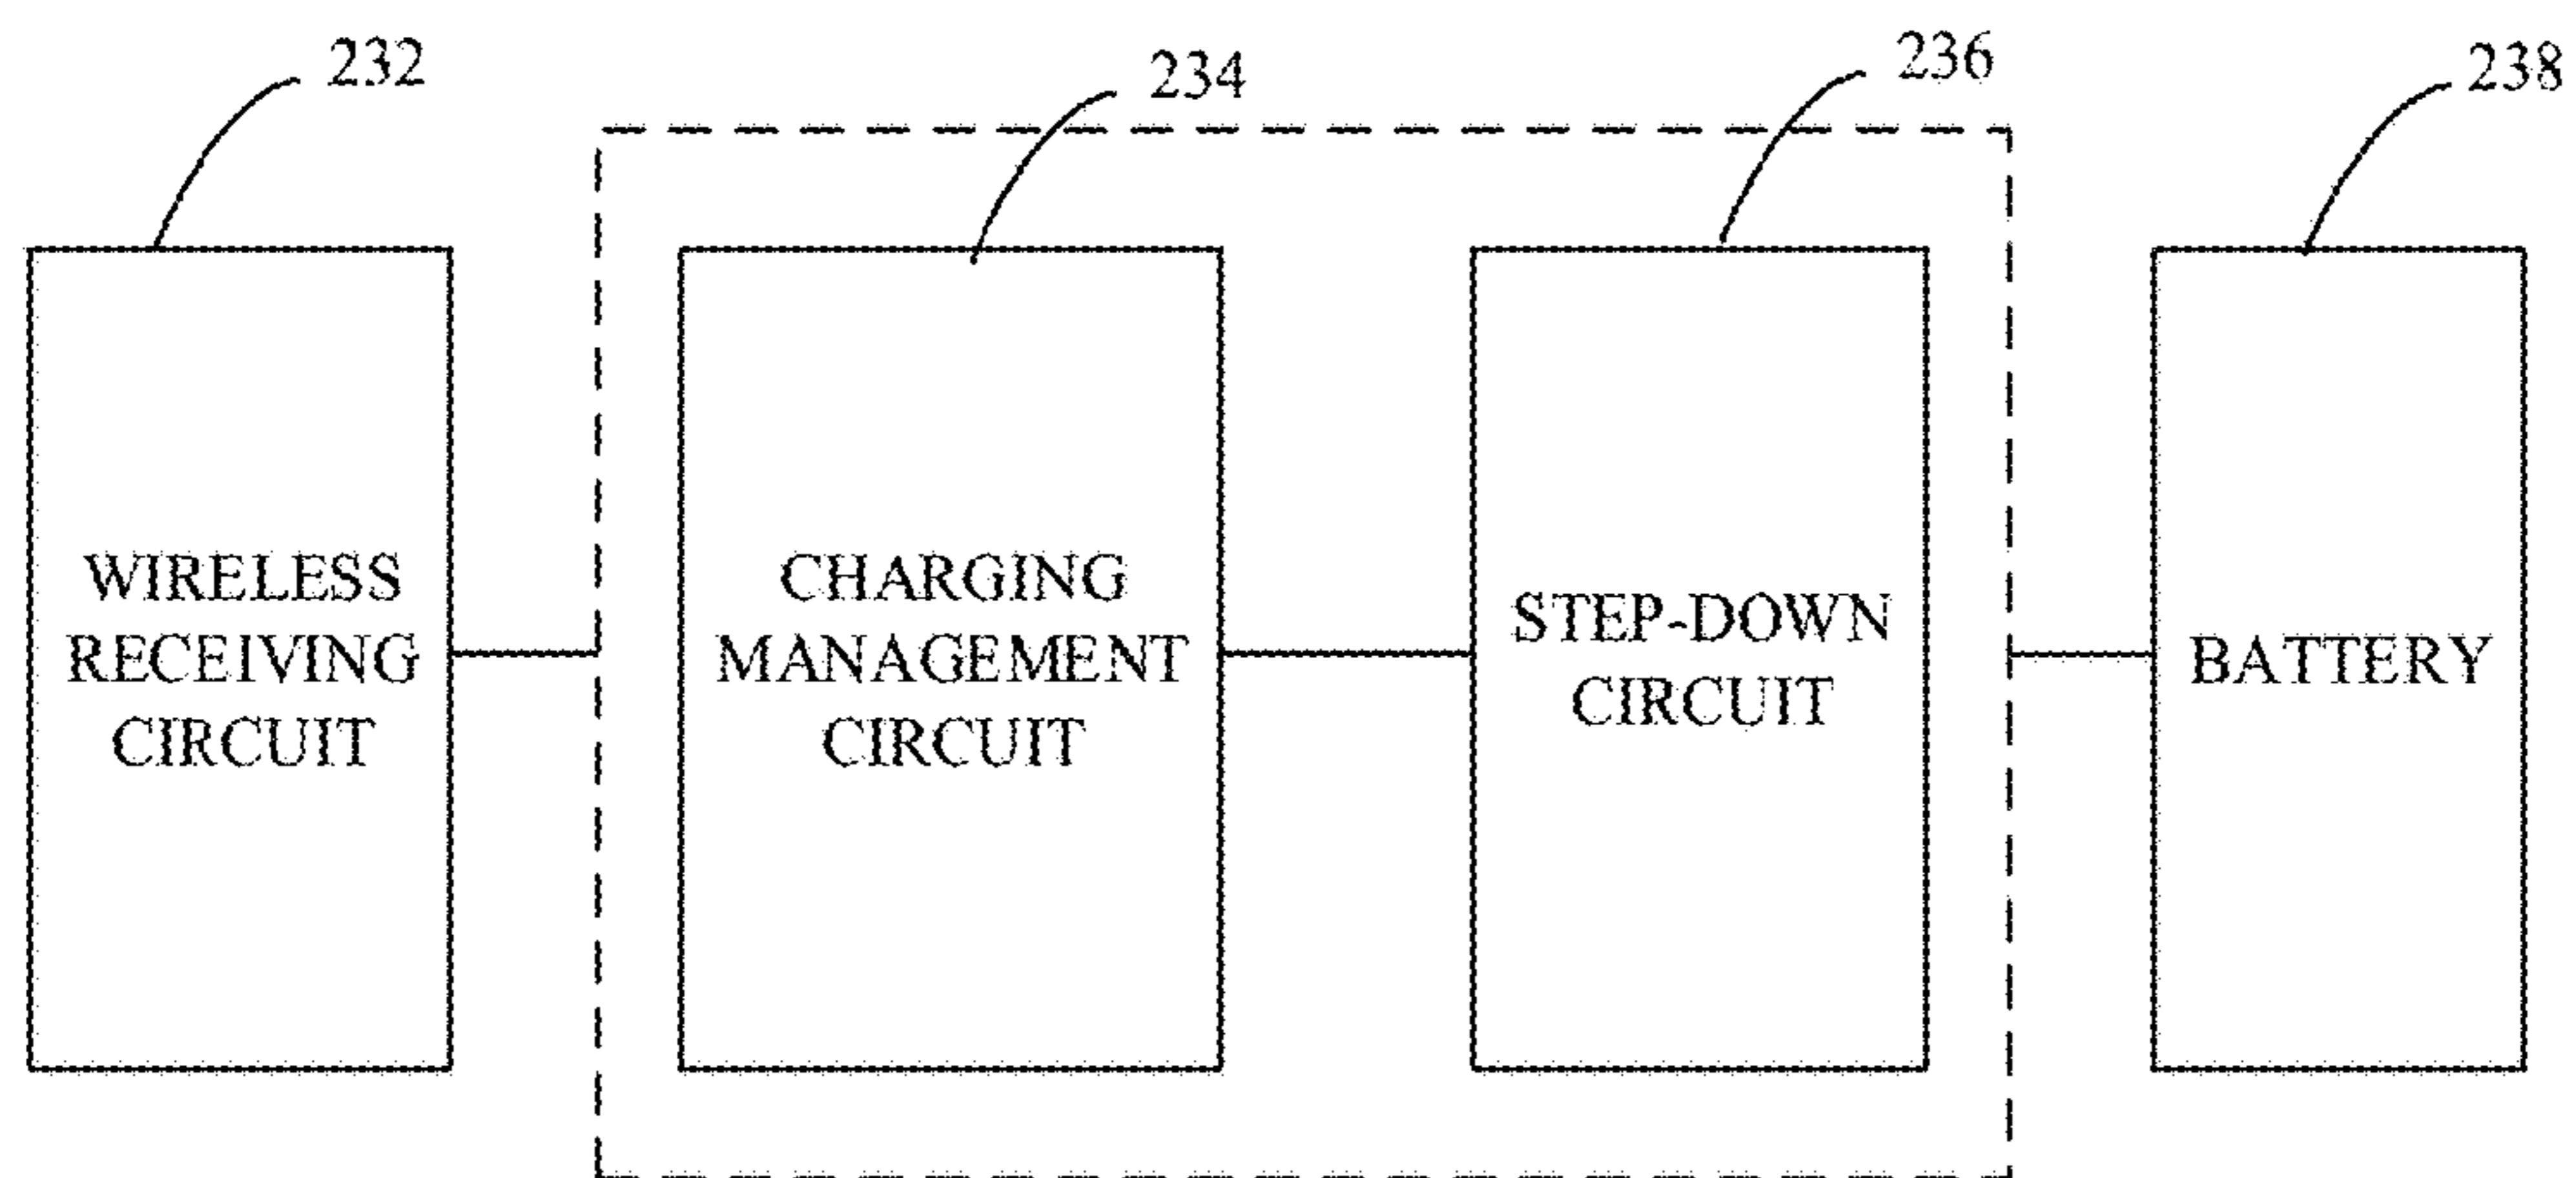 232
234
236
238
WIRELESS
RECEIVING
CIRCUIT
CHARGING
MANAGEMENT
CIRCUIT
STEP-DOWN
CIRCUIT
BATTERY